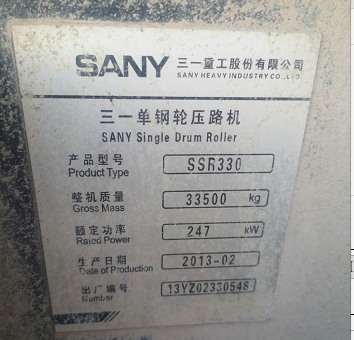 SANY 三一重工股份有限公司
SANY HEAVY INDUSTRY CO.,LTD.
三一单钢轮压路机
SANY Single Drum Roller
产品型号 SSR330
Product Type
整机质量 33500 kg
Gross Mass
额定功率 247 kW
Rated Power
生产日期 2013-02
Date of Production
出厂编号 13YZ02330548
Number